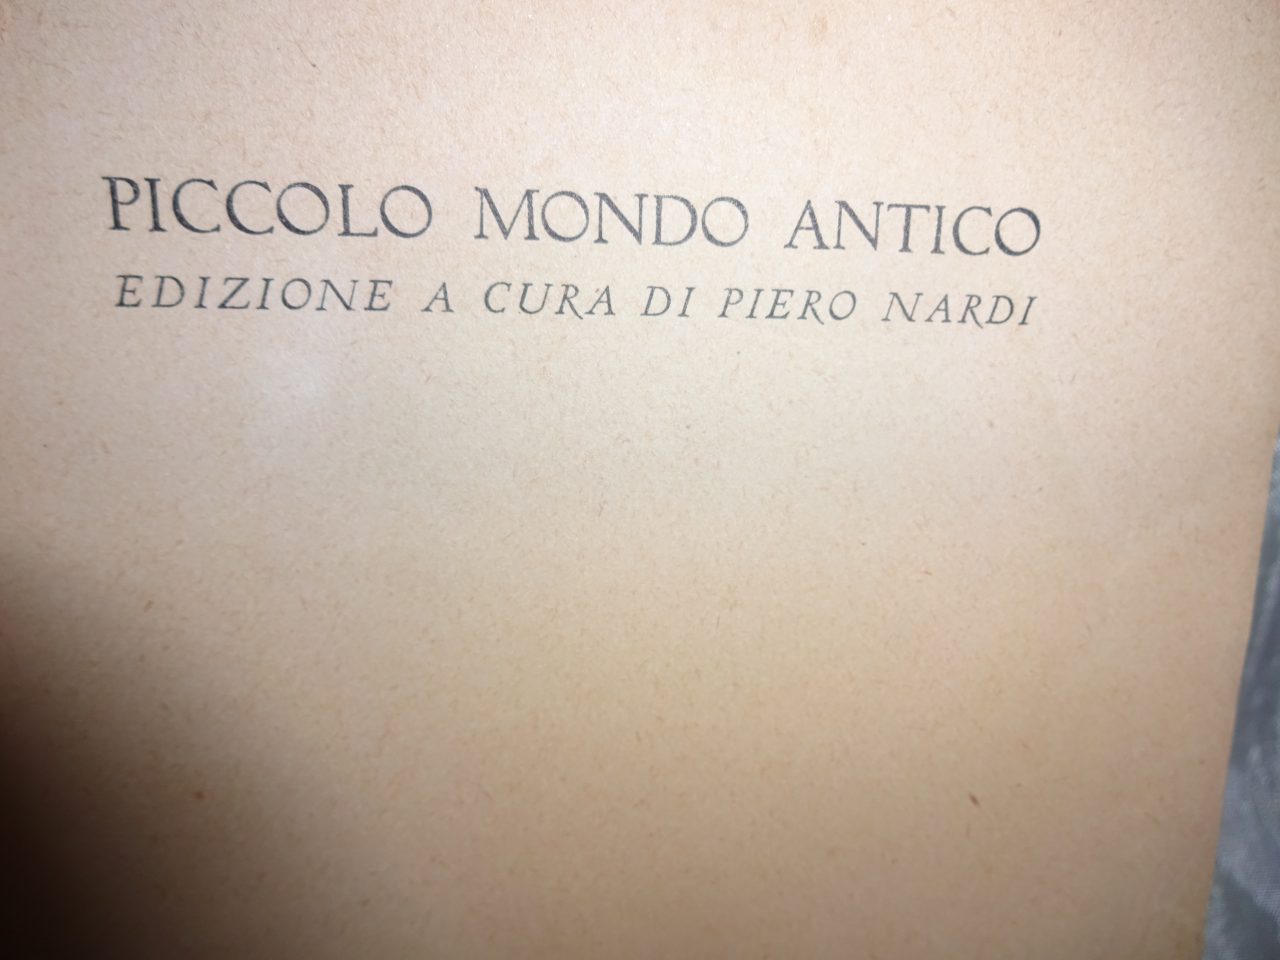 PICCOLO MONDO ANTICO
EDIZIONE A CURA DI PIERO NARDI